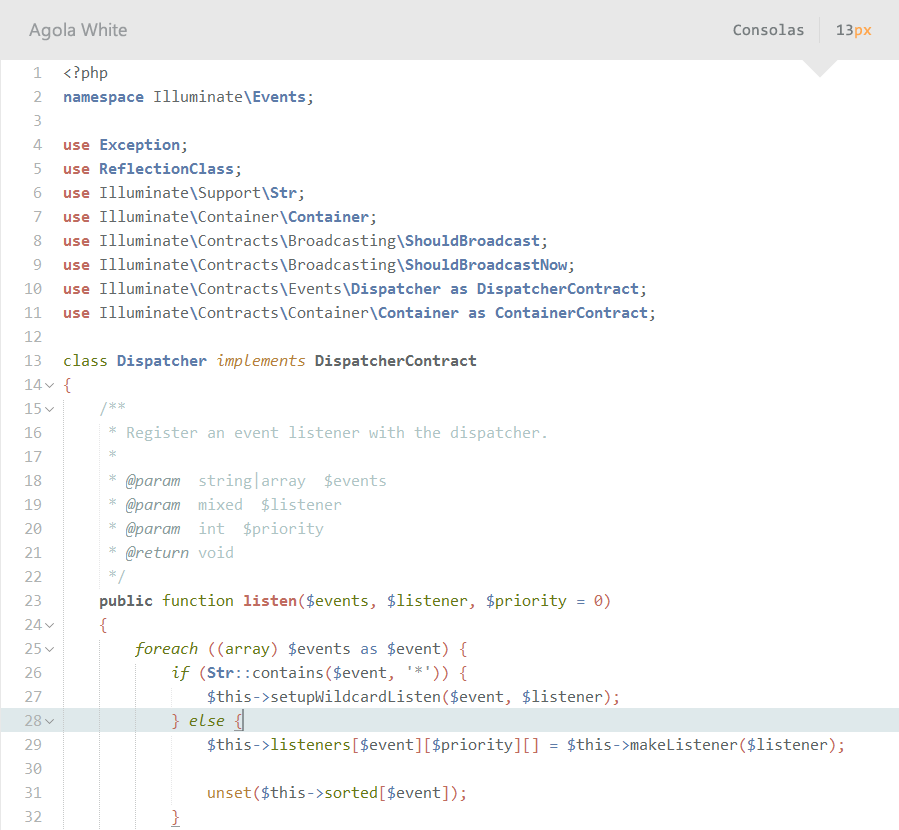 Agola White
Consolas 13px
1 <?php
2 namespace Illuminate\Events;
3
4 use Exception;
5 use ReflectionClass;
6 use Illuminate\Support\Str;
7 use Illuminate\Container\Container;
8 use Illuminate\Contracts\Broadcasting\ShouldBroadcast;
9 use Illuminate\Contracts\Broadcasting\ShouldBroadcastNow;
10 use Illuminate\Contracts\Events\Dispatcher as DispatcherContract;
11 use Illuminate\Contracts\Container\Container as ContainerContract;
12
13 class Dispatcher implements DispatcherContract
14 {
15     /**
16      * Register an event listener with the dispatcher.
17      *
18      * @param  string|array  $events
19      * @param  mixed  $listener
20      * @param  int  $priority
21      * @return void
22      */
23     public function listen($events, $listener, $priority = 0)
24     {
25         foreach ((array) $events as $event) {
26             if (Str::contains($event, '*')) {
27                 $this->setupWildcardListen($event, $listener);
28             } else {
29                 $this->listeners[$event][$priority][] = $this->makeListener($listener);
30
31                 unset($this->sorted[$event]);
32             }